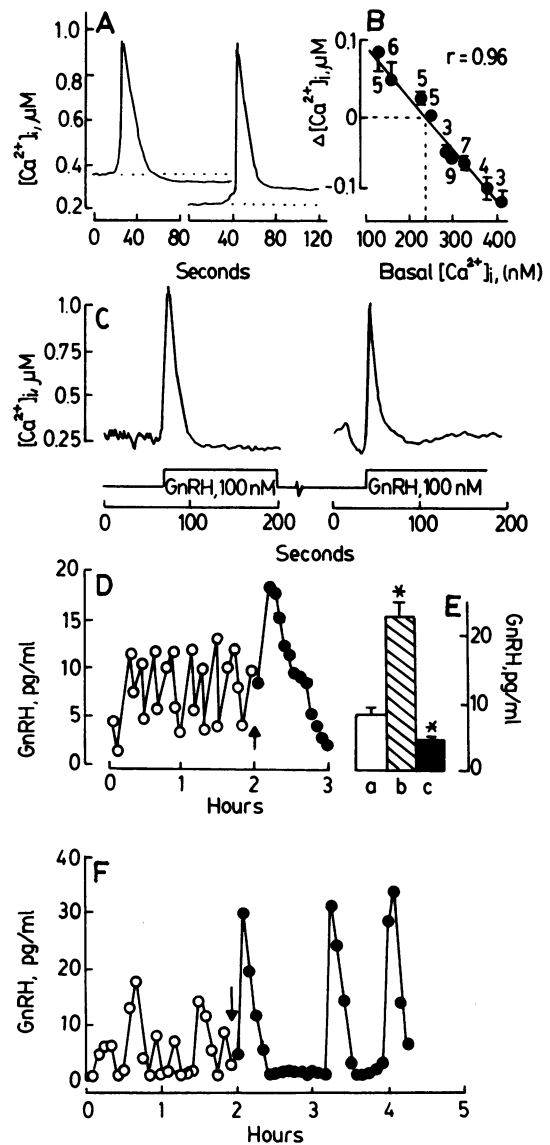 A
[Ca²⁺]i, μM
1.0
0.8
0.6
0.4
0.2
0 40 80 40 80 120
Seconds
B
Δ[Ca²⁺]i, μM
0.1
0
-0.1
r = 0.96
5 6 5 5 3 9 7 4 3
100 200 300 400
Basal [Ca²⁺]i, (nM)
C
[Ca²⁺]i, μM
1.0
0.75
0.5
0.25
GnRH, 100 nM GnRH, 100 nM
0 100 200 0 100 200
Seconds
D
GnRH, pg/ml
20
15
10
5
0
0 1 2 3
Hours
E
GnRH, pg/ml
20
10
0
* *
a b c
F
GnRH, pg/ml
40
30
20
10
0
0 1 2 3 4 5
Hours